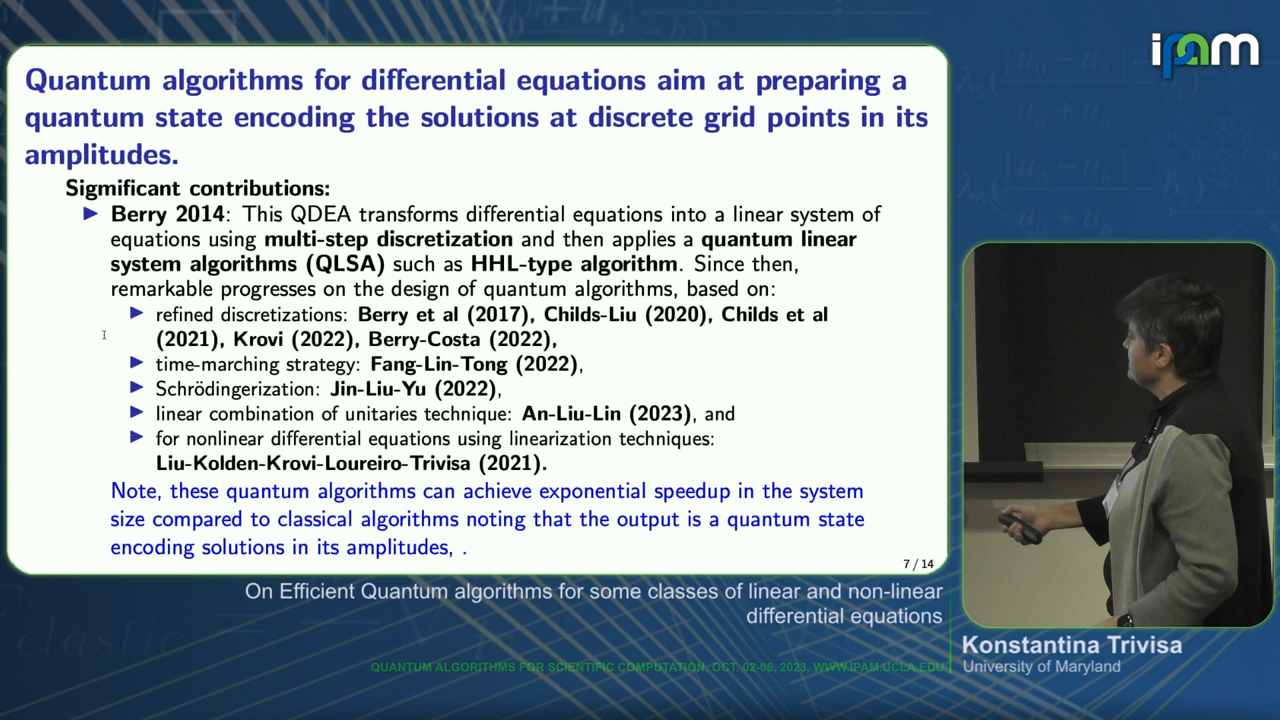 ipam
Quantum algorithms for differential equations aim at preparing a
quantum state encoding the solutions at discrete grid points in its
amplitudes.
Sigmificant contributions:
Berry 2014: This QDEA transforms differential equations into a linear system of
equations using multi-step discretization and then applies a quantum linear
system algorithms (QLSA) such as HHL-type algorithm. Since then,
remarkable progresses on the design of quantum algorithms, based on:
refined discretizations: Berry et al (2017), Childs-Liu (2020), Childs et al
(2021), Krovi (2022), Berry-Costa (2022),
time-marching strategy: Fang-Lin-Tong (2022),
Schrödingerization: Jin-Liu-Yu (2022),
linear combination of unitaries technique: An-Liu-Lin (2023), and
for nonlinear differential equations using linearization techniques:
Liu-Kolden-Krovi-Loureiro-Trivisa (2021).
Note, these quantum algorithms can achieve exponential speedup in the system
size compared to classical algorithms noting that the output is a quantum state
encoding solutions in its amplitudes, .
7 / 14
On Efficient Quantum algorithms for some classes of linear and non-linear
differential equations
Konstantina Trivisa
University of Maryland
QUANTUM ALGORITHMS FOR SCIENTIFIC COMPUTATION, OCT. 02-06, 2023, WWW.IPAM.UCLA.EDU
elastic